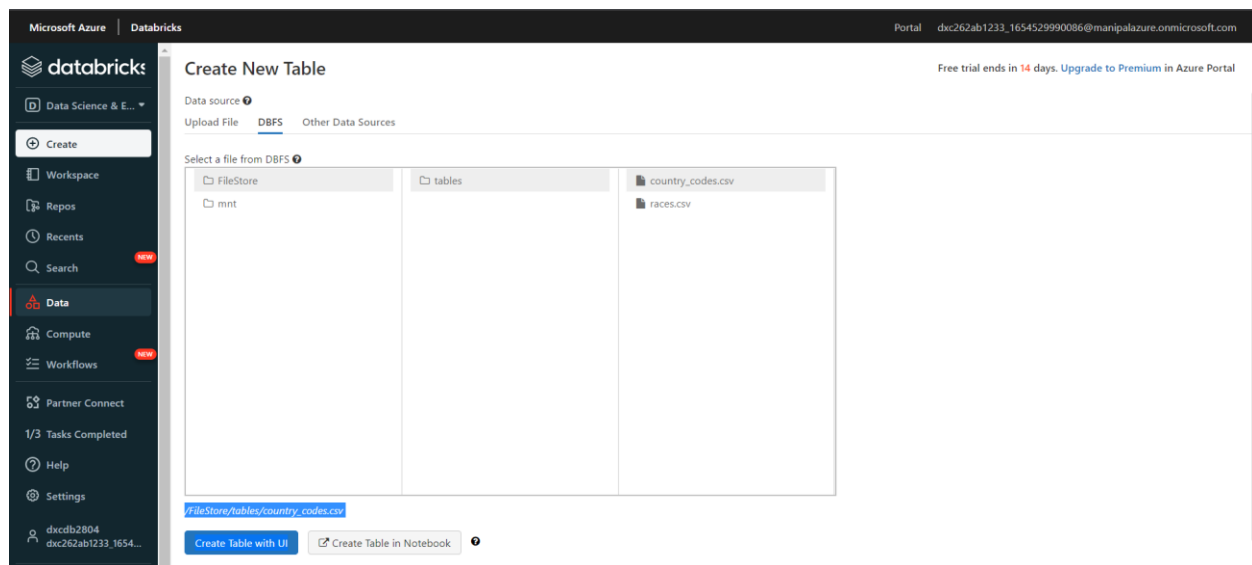 Microsoft Azure | Databricks
Portal dxc262ab1233_1654529990086@manipalazure.onmicrosoft.com
databricks
D Data Science & E...
Create
Workspace
Repos
Recents
NEW
Search
Data
Compute
NEW
Workflows
Partner Connect
1/3 Tasks Completed
Help
Settings
dxcdb2804
dxc262ab1233_1654...
Create New Table
Free trial ends in 14 days. Upgrade to Premium in Azure Portal
Data source
Upload File DBFS Other Data Sources
Select a file from DBFS
FileStore tables country_codes.csv
mnt races.csv
/FileStore/tables/country_codes.csv
Create Table with UI Create Table in Notebook